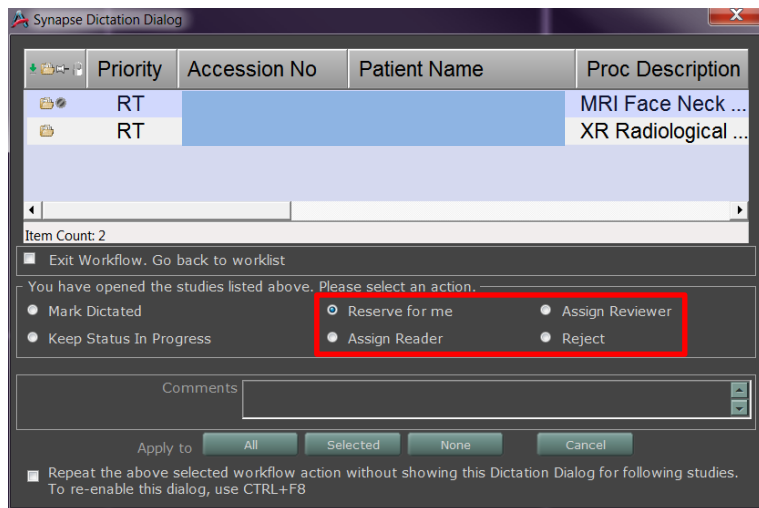 Synapse Dictation Dialog
Priority Accession No Patient Name Proc Description
RT MRI Face Neck ...
RT XR Radiological ...
Item Count: 2
Exit Workflow. Go back to worklist
You have opened the studies listed above. Please select an action.
Mark Dictated Reserve for me Assign Reviewer
Keep Status In Progress Assign Reader Reject
Comments
Apply to All Selected None Cancel
Repeat the above selected workflow action without showing this Dictation Dialog for following studies.
To re-enable this dialog, use CTRL+F8